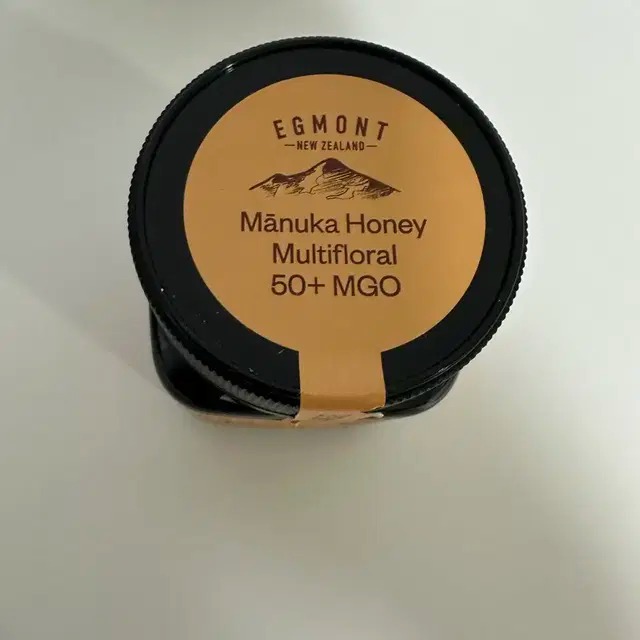 EGMONT
NEW ZEALAND
Mānuka Honey
Multifloral
50+ MGO